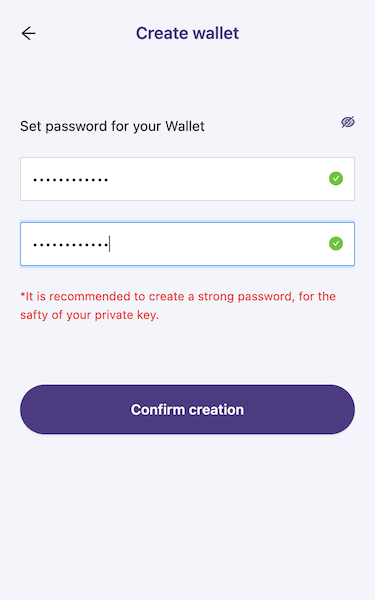 Create wallet
Set password for your Wallet
••••••••••••
••••••••••••
*It is recommended to create a strong password, for the
safty of your private key.
Confirm creation